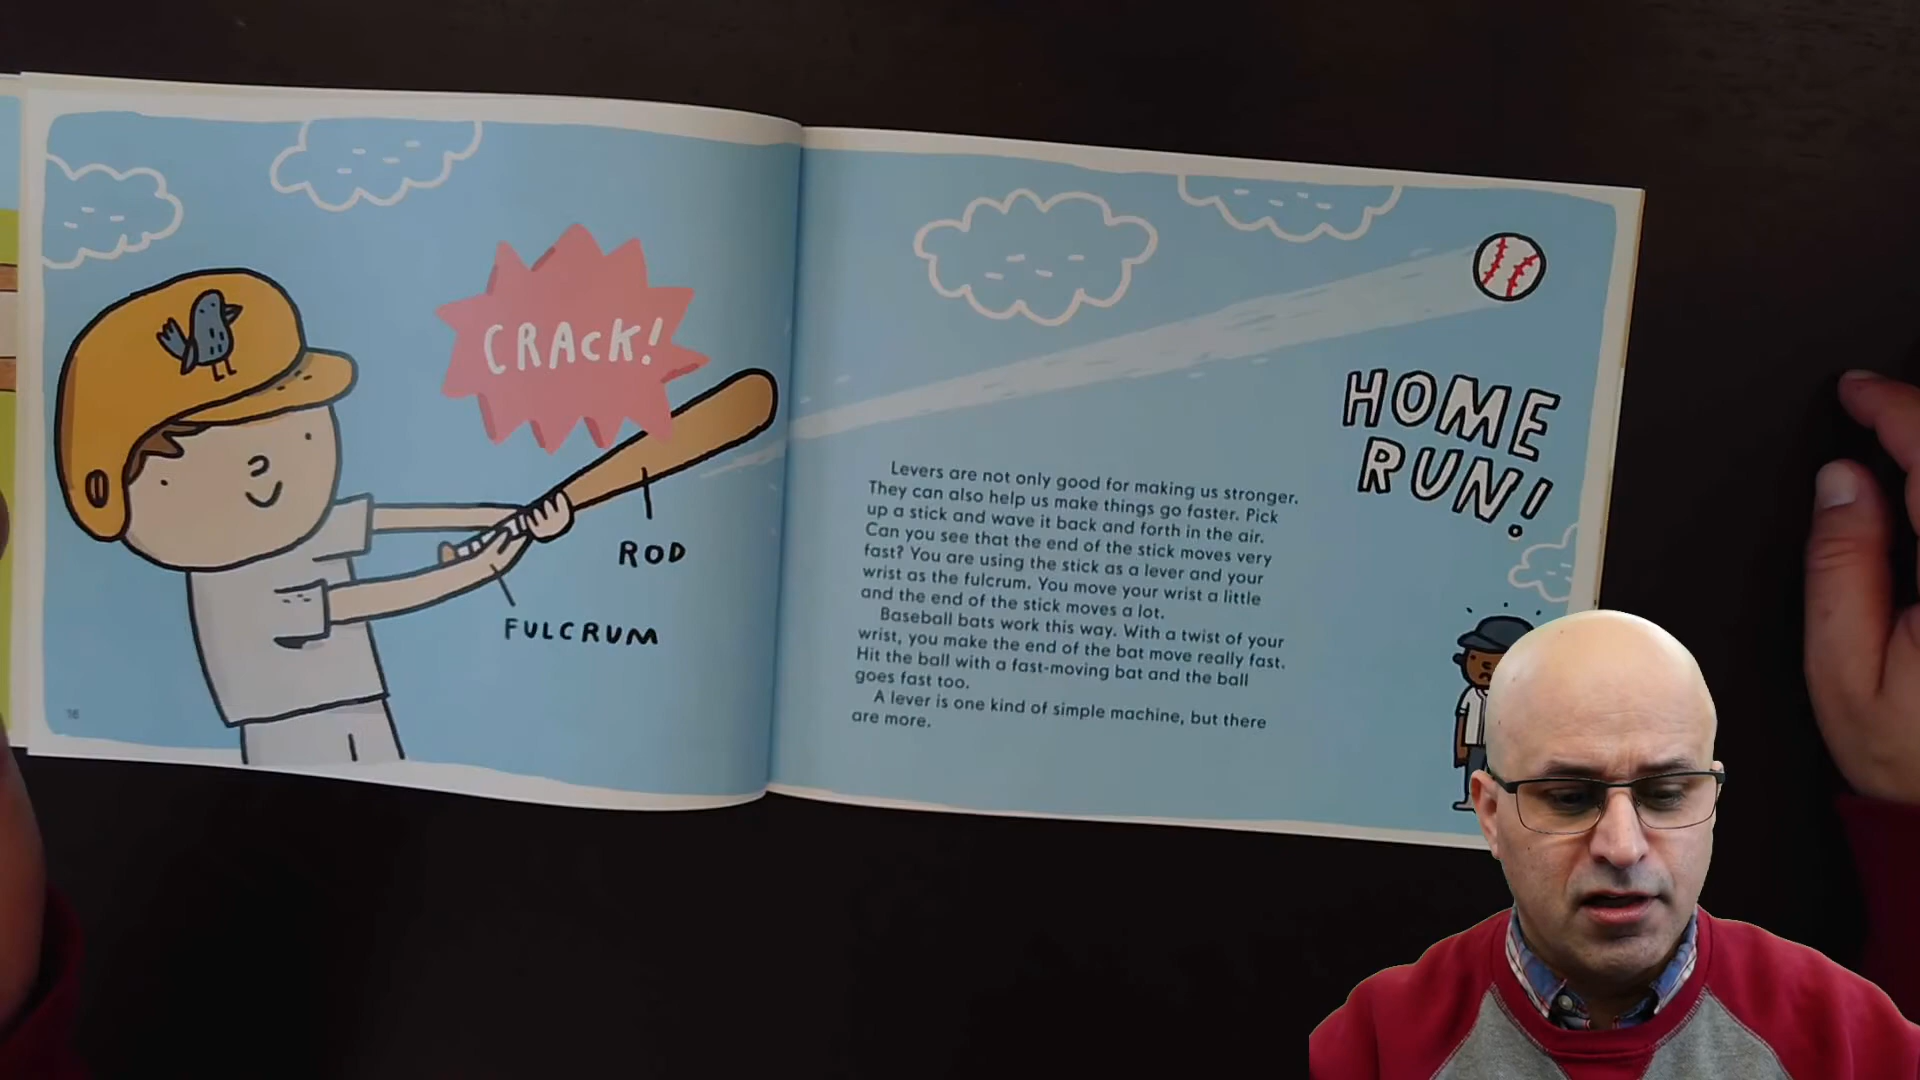 CRACK!
ROD
FULCRUM
16
HOME
RUN!
Levers are not only good for making us stronger.
They can also help us make things go faster. Pick
up a stick and wave it back and forth in the air.
Can you see that the end of the stick moves very
fast? You are using the stick as a lever and your
wrist as the fulcrum. You move your wrist a little
and the end of the stick moves a lot.
Baseball bats work this way. With a twist of your
wrist, you make the end of the bat move really fast.
Hit the ball with a fast-moving bat and the ball
goes fast too.
A lever is one kind of simple machine, but there
are more.